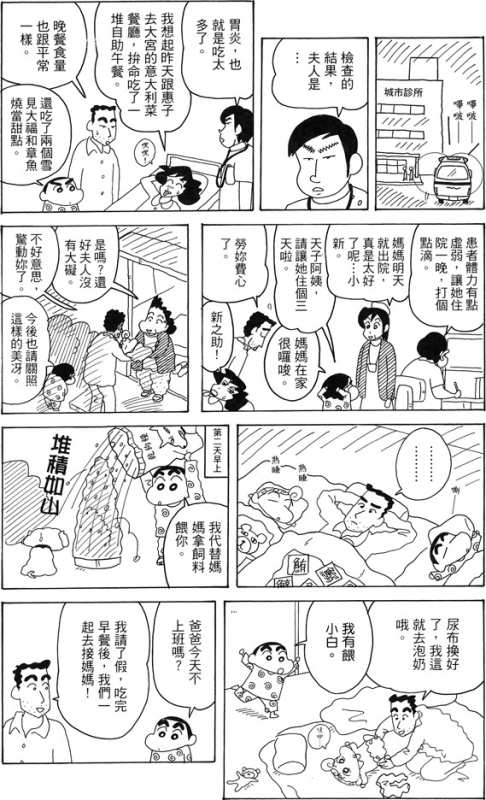 嗶啵
嗶啵
城市診所
檢查的
結果,
夫人是
…
胃炎,也
就是吃太
多了。
我想起昨天跟惠子
去大宮的意大利菜
餐廳,拚命吃了一
堆自助午餐。
晚餐食量
也跟平常
一樣。
還吃了兩個雪
見大福和章魚
燒當甜點。
患者體力有點
虛弱,讓她住
院一晚,打個
點滴。
媽媽明天
就出院,
真是太好
了呢…小
新。
天子阿姨,
請讓她住個三
天啦。
媽媽在家
很囉唆。
勞妳費心
了。
新之助!
是嗎?還
好夫人沒
有大礙。
不好意思,
驚動妳了。
今後也請關照
這樣的美冴。
………
熟睡
熟睡
鮪
第二天早上
我代替媽
媽拿飼料
餵你。
堆積如山
尿布換好
了,我這
就去泡奶
哦。
我有餵
小白。
爸爸今天不
上班嗎?
我請了假,吃完
早餐後,我們一
起去接媽媽!